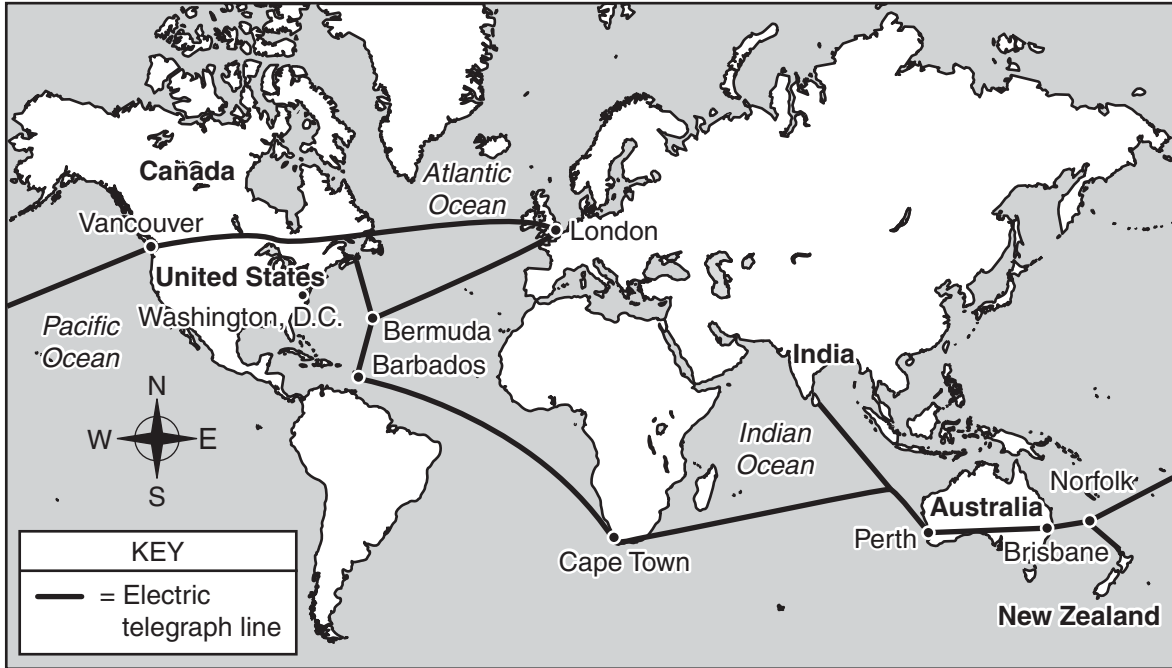 Canada
Atlantic
Ocean
Vancouver
London
United States
Washington, D.C.
Pacific
Ocean
Bermuda
Barbados
India
N
W E
S
Indian
Ocean
Norfolk
Australia
Perth
Brisbane
Cape Town
New Zealand
KEY
= Electric
telegraph line